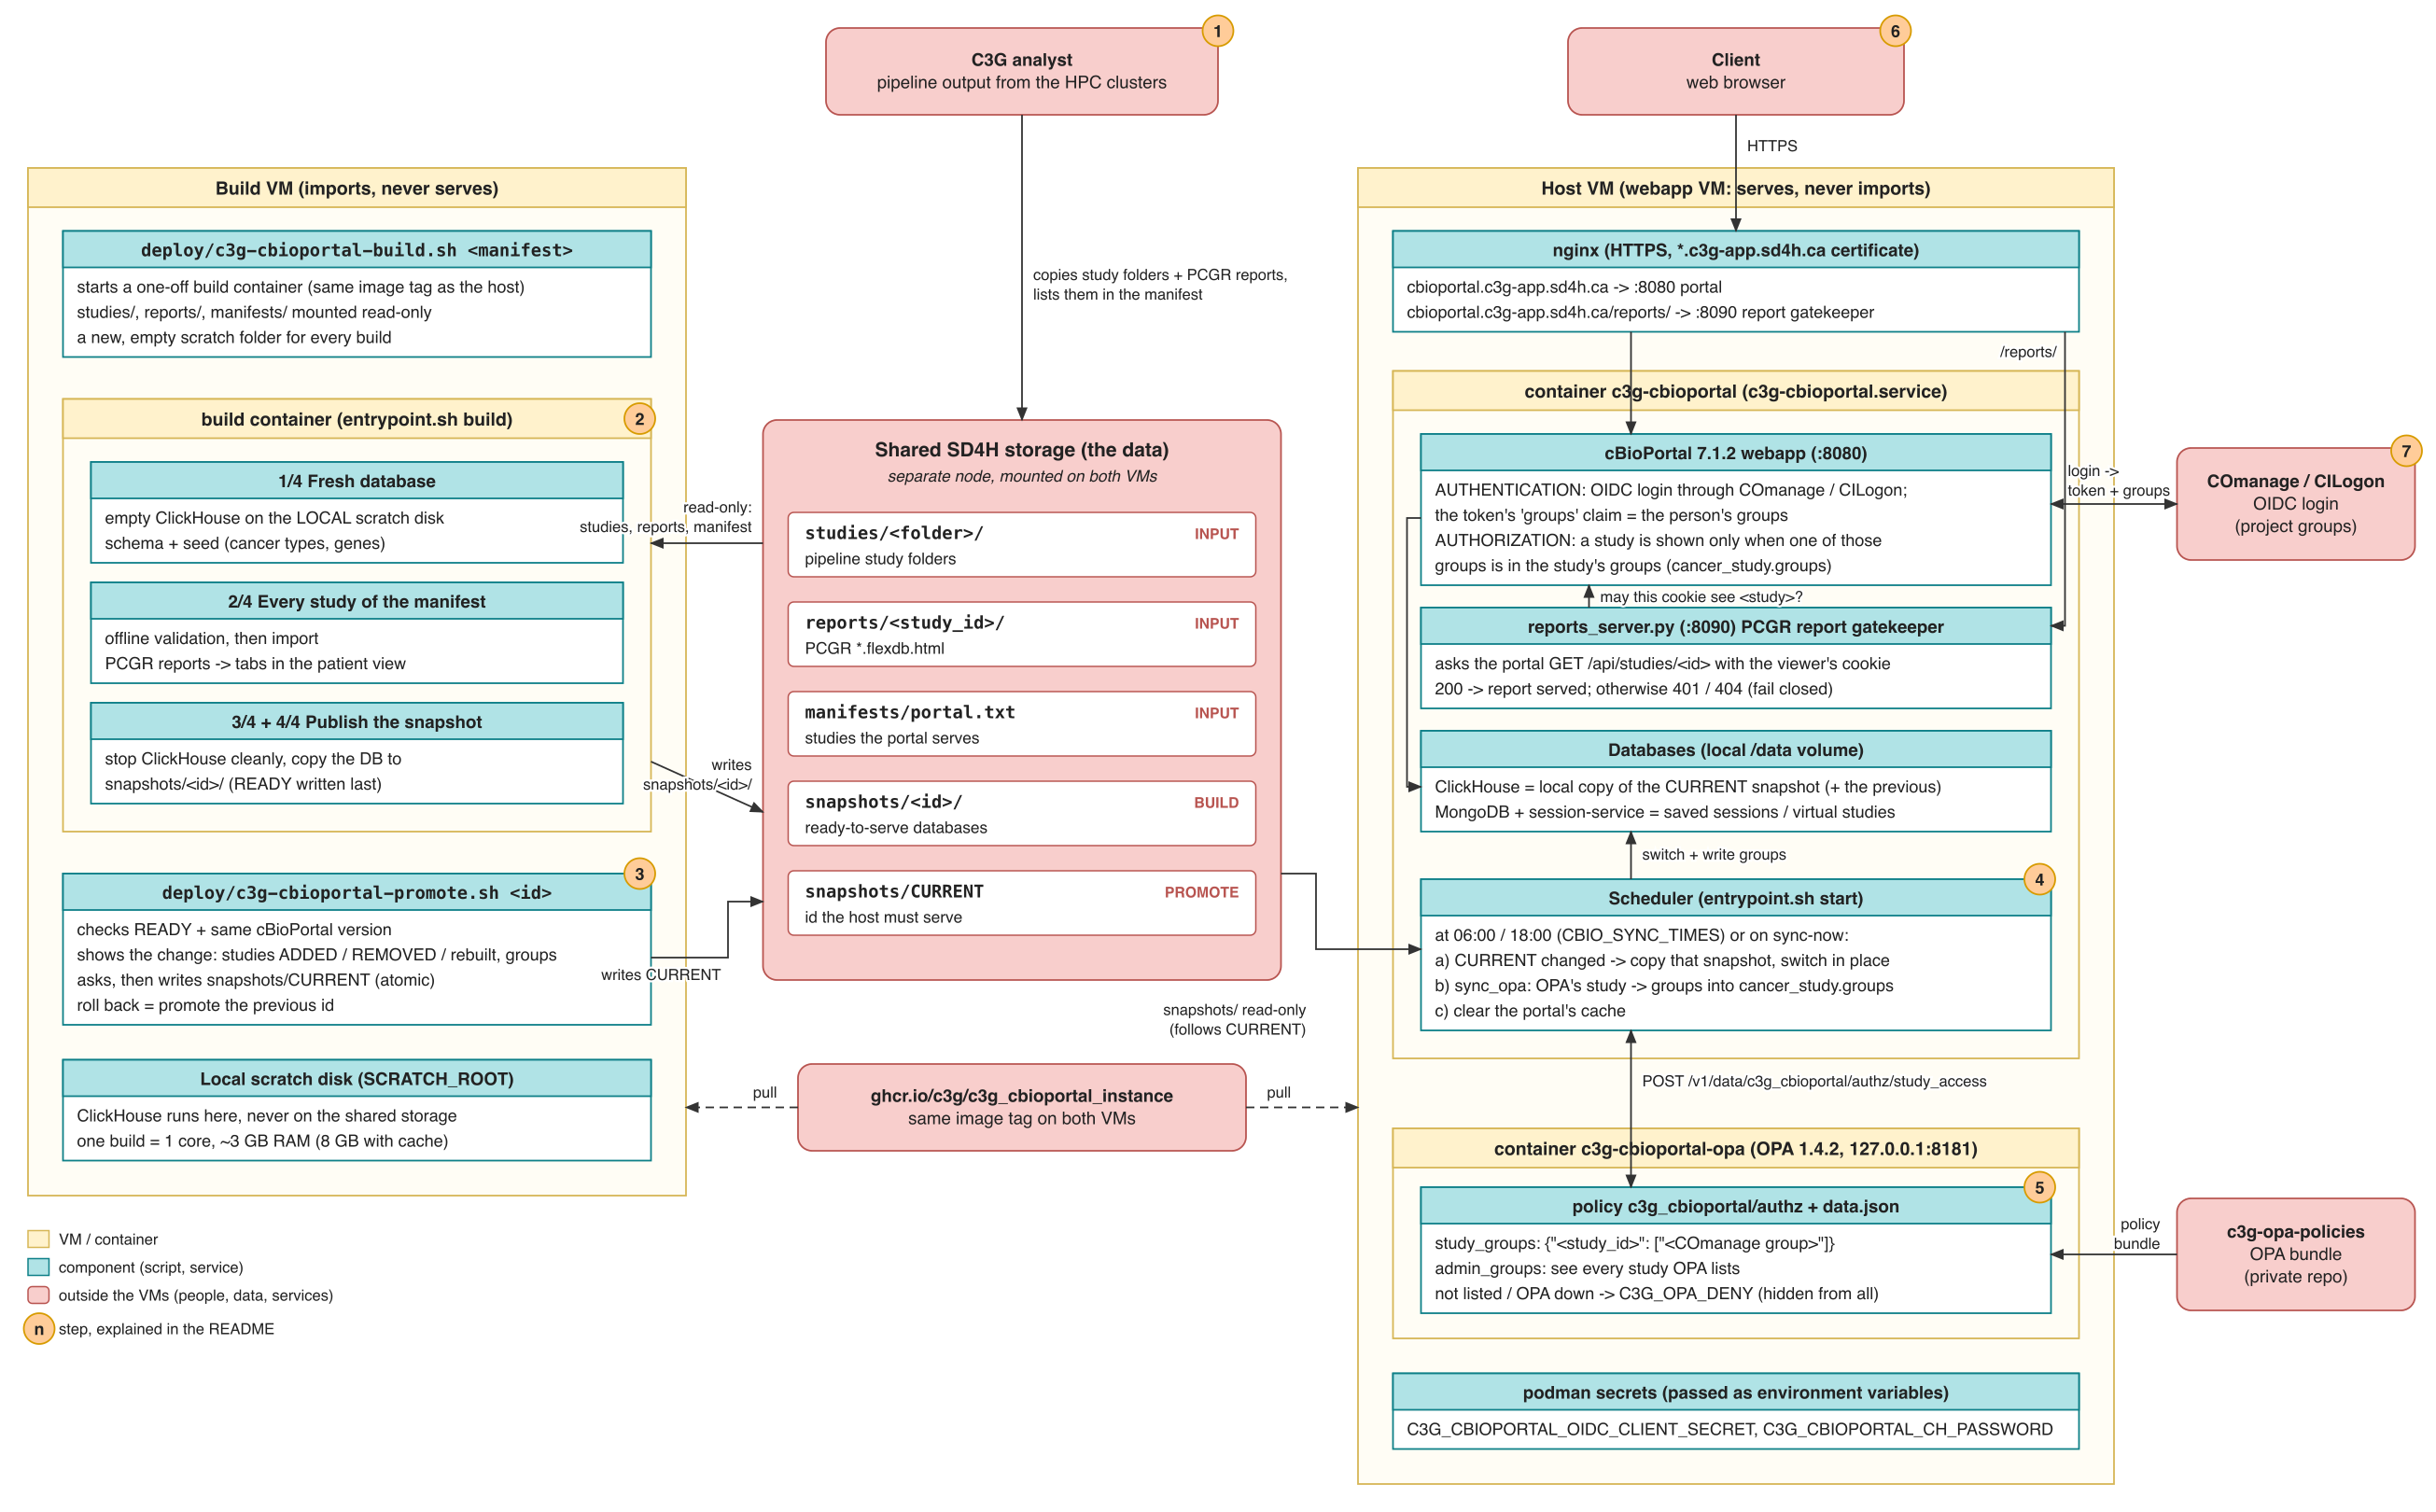 1
C3G analyst
pipeline output from the HPC clusters
6
Client
web browser
HTTPS
copies study folders + PCGR reports,
lists them in the manifest
Build VM (imports, never serves)
deploy/c3g-cbioportal-build.sh <manifest>
starts a one-off build container (same image tag as the host)
studies/, reports/, manifests/ mounted read-only
a new, empty scratch folder for every build
build container (entrypoint.sh build)
2
1/4 Fresh database
empty ClickHouse on the LOCAL scratch disk
schema + seed (cancer types, genes)
2/4 Every study of the manifest
offline validation, then import
PCGR reports -> tabs in the patient view
3/4 + 4/4 Publish the snapshot
stop ClickHouse cleanly, copy the DB to
snapshots/<id>/ (READY written last)
3
deploy/c3g-cbioportal-promote.sh <id>
checks READY + same cBioPortal version
shows the change: studies ADDED / REMOVED / rebuilt, groups
asks, then writes snapshots/CURRENT (atomic)
roll back = promote the previous id
Local scratch disk (SCRATCH_ROOT)
ClickHouse runs here, never on the shared storage
one build = 1 core, ~3 GB RAM (8 GB with cache)
read-only:
studies, reports, manifest
writes
snapshots/<id>/
writes CURRENT
Shared SD4H storage (the data)
separate node, mounted on both VMs
studies/<folder>/
INPUT
pipeline study folders
reports/<study_id>/
INPUT
PCGR *.flexdb.html
manifests/portal.txt
INPUT
studies the portal serves
snapshots/<id>/
BUILD
ready-to-serve databases
snapshots/CURRENT
PROMOTE
id the host must serve
snapshots/ read-only
(follows CURRENT)
pull
ghcr.io/c3g/c3g_cbioportal_instance
same image tag on both VMs
pull
Host VM (webapp VM: serves, never imports)
nginx (HTTPS, *.c3g-app.sd4h.ca certificate)
cbioportal.c3g-app.sd4h.ca -> :8080 portal
cbioportal.c3g-app.sd4h.ca/reports/ -> :8090 report gatekeeper
/reports/
container c3g-cbioportal (c3g-cbioportal.service)
cBioPortal 7.1.2 webapp (:8080)
AUTHENTICATION: OIDC login through COmanage / CILogon;
the token's 'groups' claim = the person's groups
AUTHORIZATION: a study is shown only when one of those
groups is in the study's groups (cancer_study.groups)
may this cookie see <study>?
reports_server.py (:8090) PCGR report gatekeeper
asks the portal GET /api/studies/<id> with the viewer's cookie
200 -> report served; otherwise 401 / 404 (fail closed)
Databases (local /data volume)
ClickHouse = local copy of the CURRENT snapshot (+ the previous)
MongoDB + session-service = saved sessions / virtual studies
switch + write groups
4
Scheduler (entrypoint.sh start)
at 06:00 / 18:00 (CBIO_SYNC_TIMES) or on sync-now:
a) CURRENT changed -> copy that snapshot, switch in place
b) sync_opa: OPA's study -> groups into cancer_study.groups
c) clear the portal's cache
POST /v1/data/c3g_cbioportal/authz/study_access
container c3g-cbioportal-opa (OPA 1.4.2, 127.0.0.1:8181)
5
policy c3g_cbioportal/authz + data.json
study_groups: {"<study_id>": ["<COmanage group>"]}
admin_groups: see every study OPA lists
not listed / OPA down -> C3G_OPA_DENY (hidden from all)
podman secrets (passed as environment variables)
C3G_CBIOPORTAL_OIDC_CLIENT_SECRET, C3G_CBIOPORTAL_CH_PASSWORD
login ->
token + groups
7
COmanage / CILogon
OIDC login
(project groups)
policy
bundle
c3g-opa-policies
OPA bundle
(private repo)
VM / container
component (script, service)
outside the VMs (people, data, services)
n
step, explained in the README